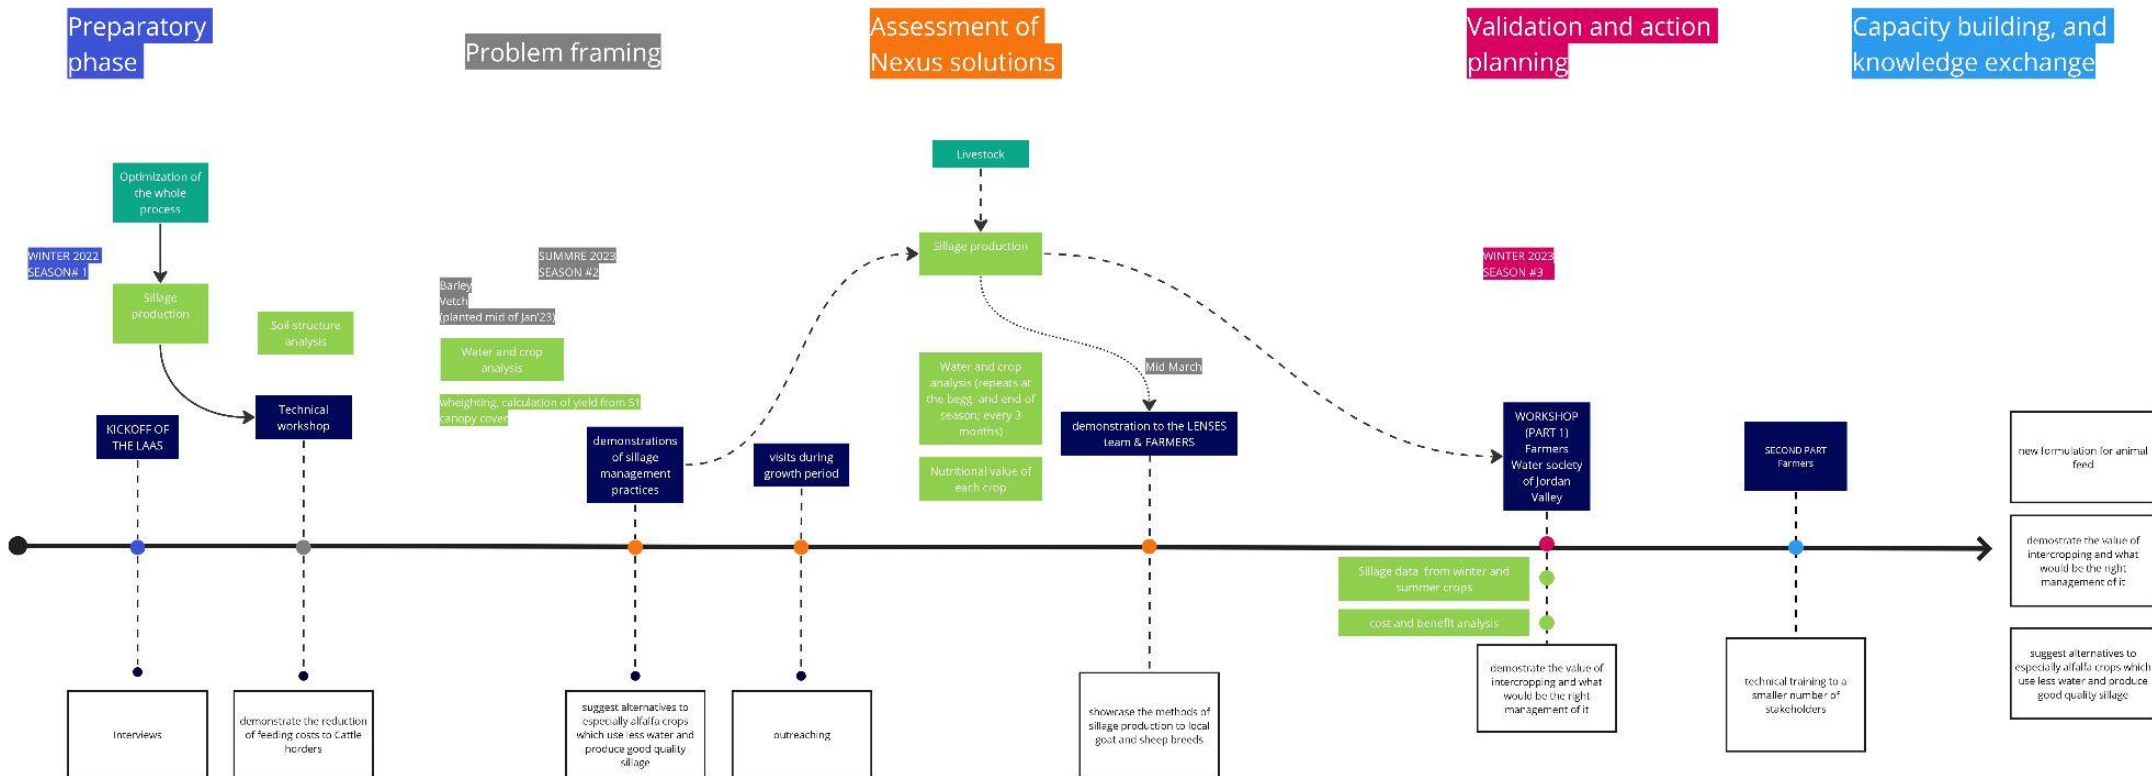 Preparatory
phase
Problem framing
Assessment of
Nexus solutions
Validation and action
planning
Capacity building, and
knowledge exchange
Optimization of
the whole
process
WINTER 2022
SEASON# 1
Sillage
production
Soil structure
analysis
KICKOFF OF
THE LAAS
Technical
workshop
SUMMRE 2023
SEASON #2
Barley
Vetch
(planted mid of Jan'23)
Water and crop
analysis
wheighting, calculation of yield from S1
canopy cover
demonstrations
of sillage
management
practices
visits during
growth period
Livestock
Sillage production
Water and crop
analysis (repeats at
the begg. and end of
season; every 3
months)
Nutritional value of
each crop
Mid March
demonstration to the LENSES
team & FARMERS
WINTER 2023
SEASON #3
WORKSHOP
(PART 1)
Farmers
Water society
of Jordan
Valley
SECOND PART
Farmers
Sillage data from winter and
summer crops
cost and benefit analysis
Interviews
demonstrate the reduction
of feeding costs to Cattle
horders
suggest alternatives to
especially alfalfa crops
which use less water and
produce good quality
sillage
outreaching
showcase the methods of
sillage production to local
goat and sheep breeds
demostrate the value of
intercropping and what
would be the right
management of it
technical training to a
smaller number of
stakeholders
new formulation for animal
feed
demostrate the value of
intercropping and what
would be the right
management of it
suggest alternatives to
especially alfalfa crops which
use less water and produce
good quality sillage